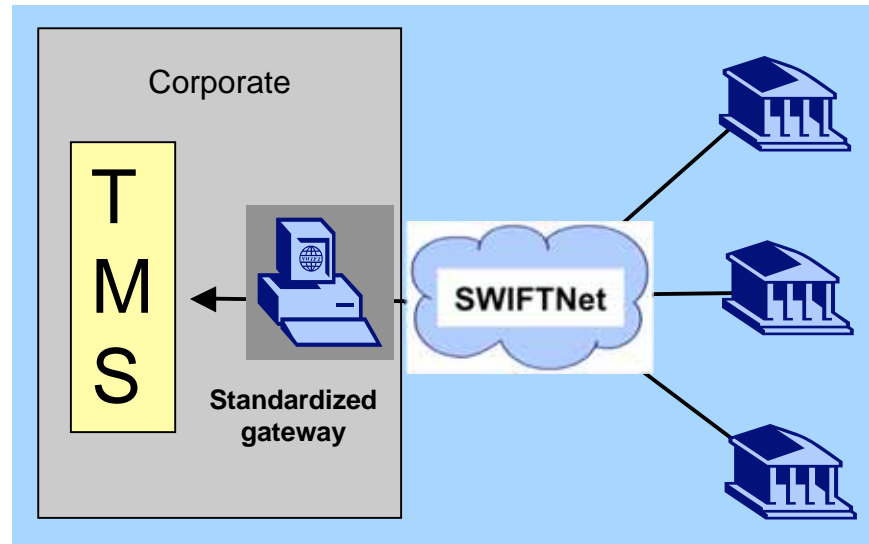 Corporate
T
M
S
Standardized
gateway
SWIFTNet